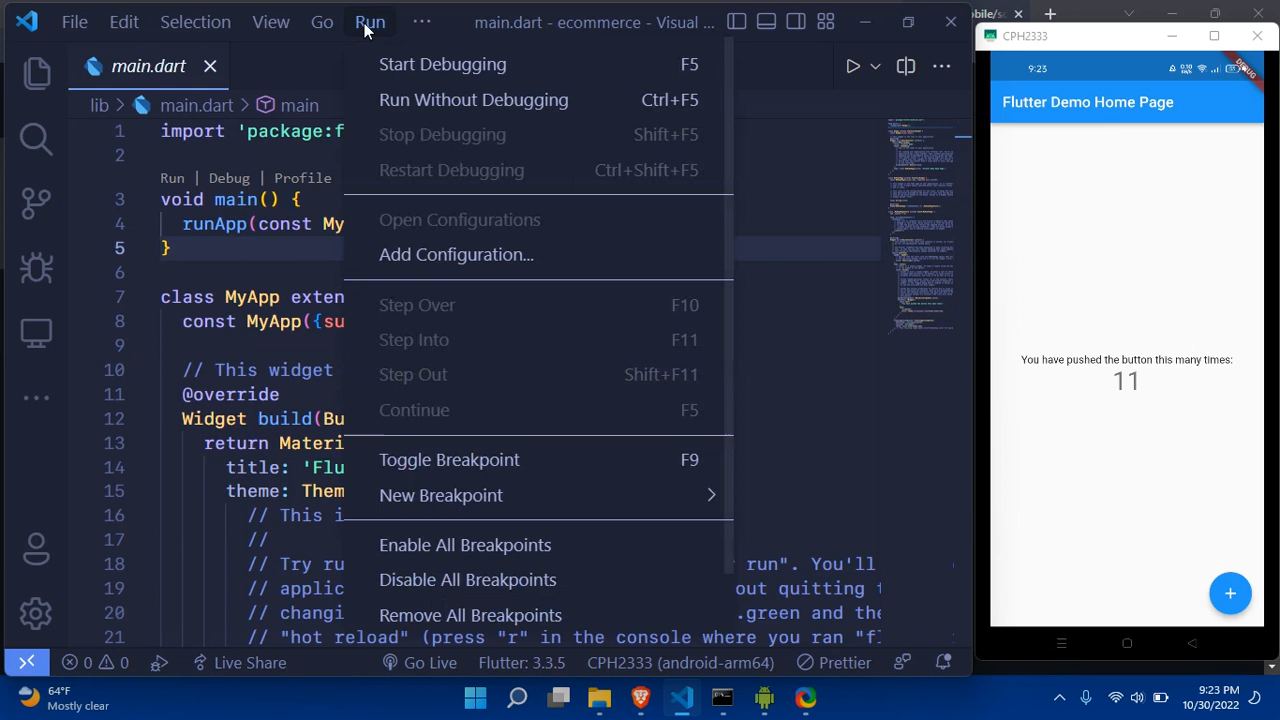 File Edit Selection View Go Run ··· main.dart - ecommerce - Visual ...
main.dart
lib > main.dart > main
1 import 'package:f
2
Run | Debug | Profile
3 void main() {
4 runApp(const My
5 }
6
7 class MyApp exten
8 const MyApp({su
9
10 // This widget
11 @override
12 Widget build(Bu
13 return Materi
14 title: 'Flu
15 theme: Them
16 // This i
17 //
18 // Try ru
run". You'll
19 // applic
out quitting t
20 // changi
.green and the
21 // "hot reload" (press "r" in the console where you ran "fl
Start Debugging F5
Run Without Debugging Ctrl+F5
Stop Debugging Shift+F5
Restart Debugging Ctrl+Shift+F5
Open Configurations
Add Configuration...
Step Over F10
Step Into F11
Step Out Shift+F11
Continue F5
Toggle Breakpoint F9
New Breakpoint
Enable All Breakpoints
Disable All Breakpoints
Remove All Breakpoints
0 0 Live Share Go Live Flutter: 3.3.5 CPH2333 (android-arm64) Prettier
CPH2333
9:23
DEBUG
Flutter Demo Home Page
You have pushed the button this many times:
11
+
64°F
Mostly clear
9:23 PM
10/30/2022